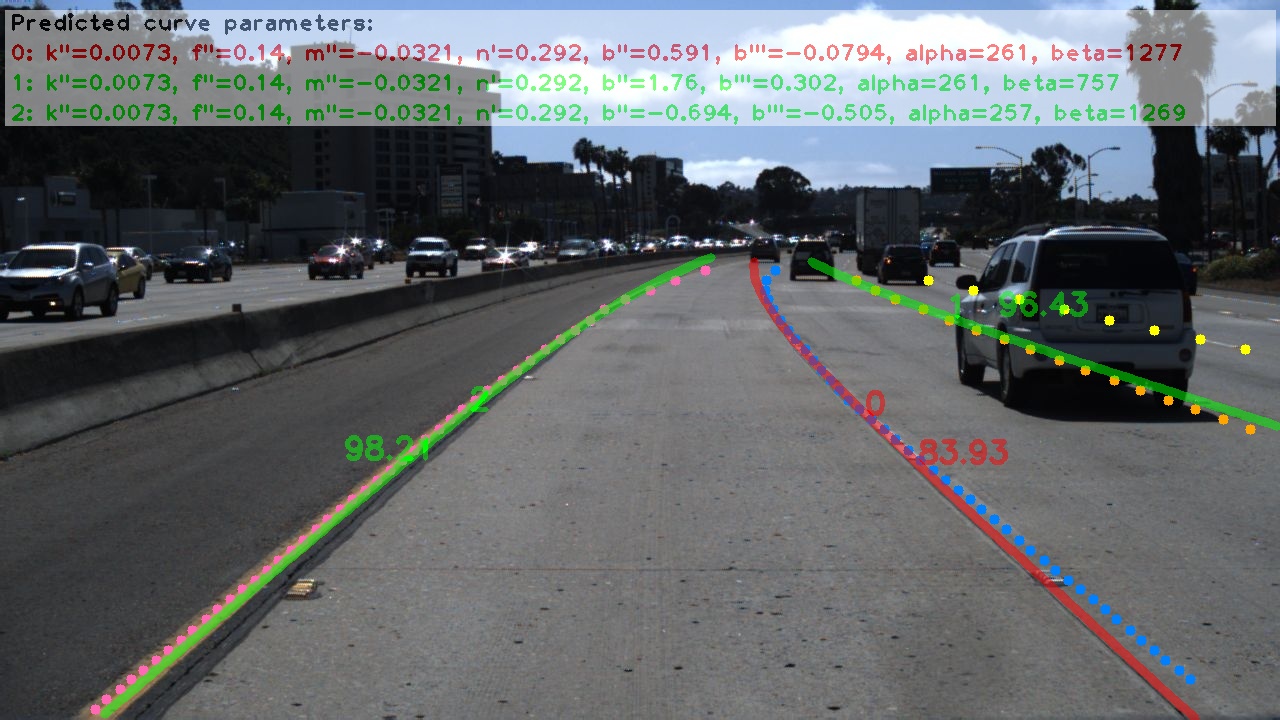 Predicted curve parameters:
0: k''=0.0073, f''=0.14, m''=-0.0321, n'=0.292, b''=0.591, b'''=-0.0794, alpha=261, beta=1277
1: k''=0.0073, f''=0.14, m''=-0.0321, n'=0.292, b''=1.76, b'''=0.302, alpha=261, beta=757
2: k''=0.0073, f''=0.14, m''=-0.0321, n'=0.292, b''=-0.694, b'''=-0.505, alpha=257, beta=1269
1 96.43
2
0
98.21
83.93